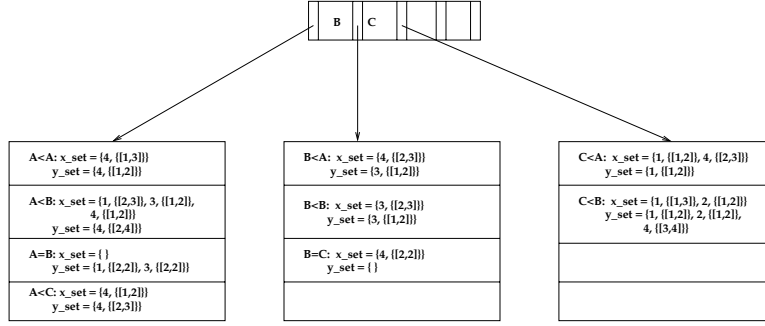 B C
A<A: x_set = {4, {[1,3]}}
y_set = {4, {[1,2]}}
A<B: x_set = {1, {[2,3]}, 3, {[1,2]},
4, {[1,2]}}
y_set = {4, {[2,4]}}
A=B: x_set = { }
y_set = {1, {[2,2]}, 3, {[2,2]}}
A<C: x_set = {4, {[1,2]}}
y_set = {4, {[2,3]}}
B<A: x_set = {4, {[2,3]}}
y_set = {3, {[1,2]}}
B<B: x_set = {3, {[2,3]}}
y_set = {3, {[1,2]}}
B=C: x_set = {4, {[2,2]}}
y_set = { }
C<A: x_set = {1, {[1,2]}, 4, {[2,3]}}
y_set = {1, {[1,2]}}
C<B: x_set = {1, {[1,3]}, 2, {[1,2]}}
y_set = {1, {[1,2]}, 2, {[1,2]},
4, {[3,4]}}